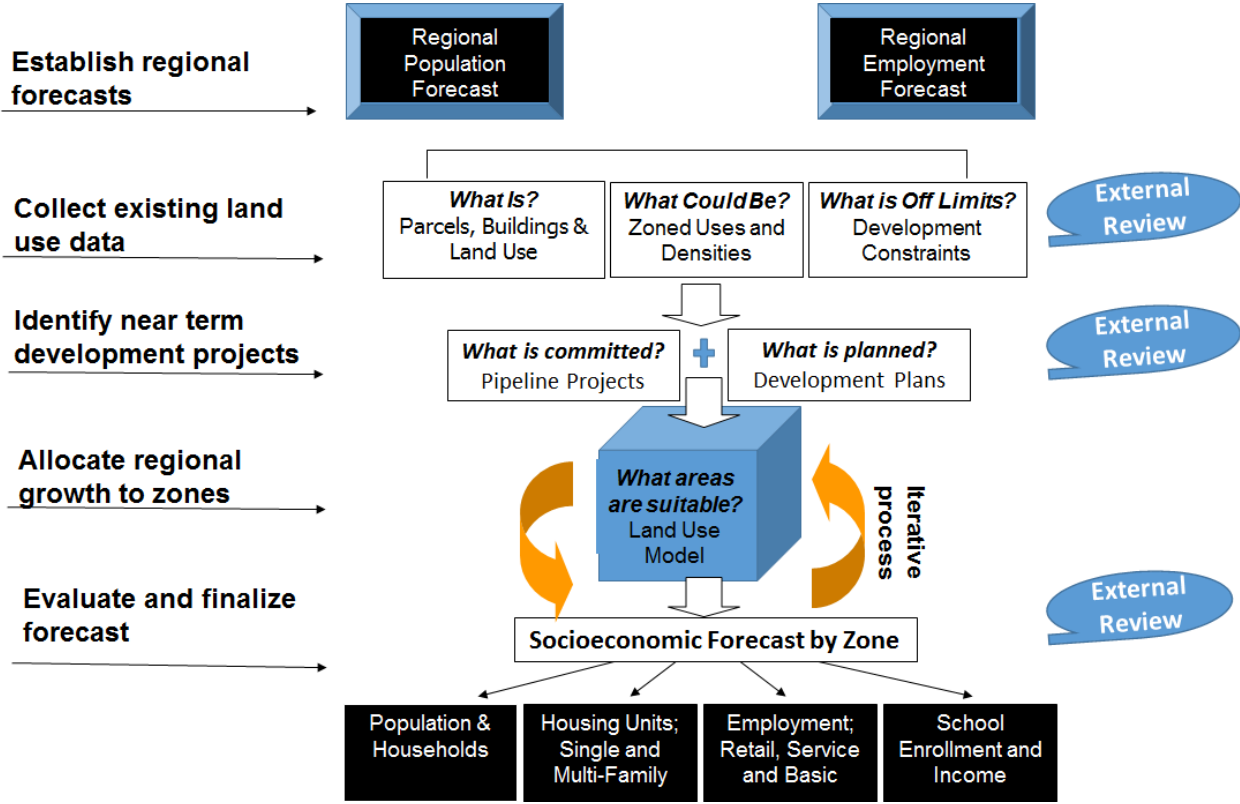 Establish regional
forecasts
Regional
Population
Forecast
Regional
Employment
Forecast
Collect existing land
use data
What Is?
Parcels, Buildings &
Land Use
What Could Be?
Zoned Uses and
Densities
What is Off Limits?
Development
Constraints
External
Review
Identify near term
development projects
What is committed?
Pipeline Projects
+
What is planned?
Development Plans
External
Review
Allocate regional
growth to zones
What areas
are suitable?
Land Use
Model
Iterative
process
Evaluate and finalize
forecast
Socioeconomic Forecast by Zone
External
Review
Population &
Households
Housing Units;
Single and
Multi-Family
Employment;
Retail, Service
and Basic
School
Enrollment and
Income